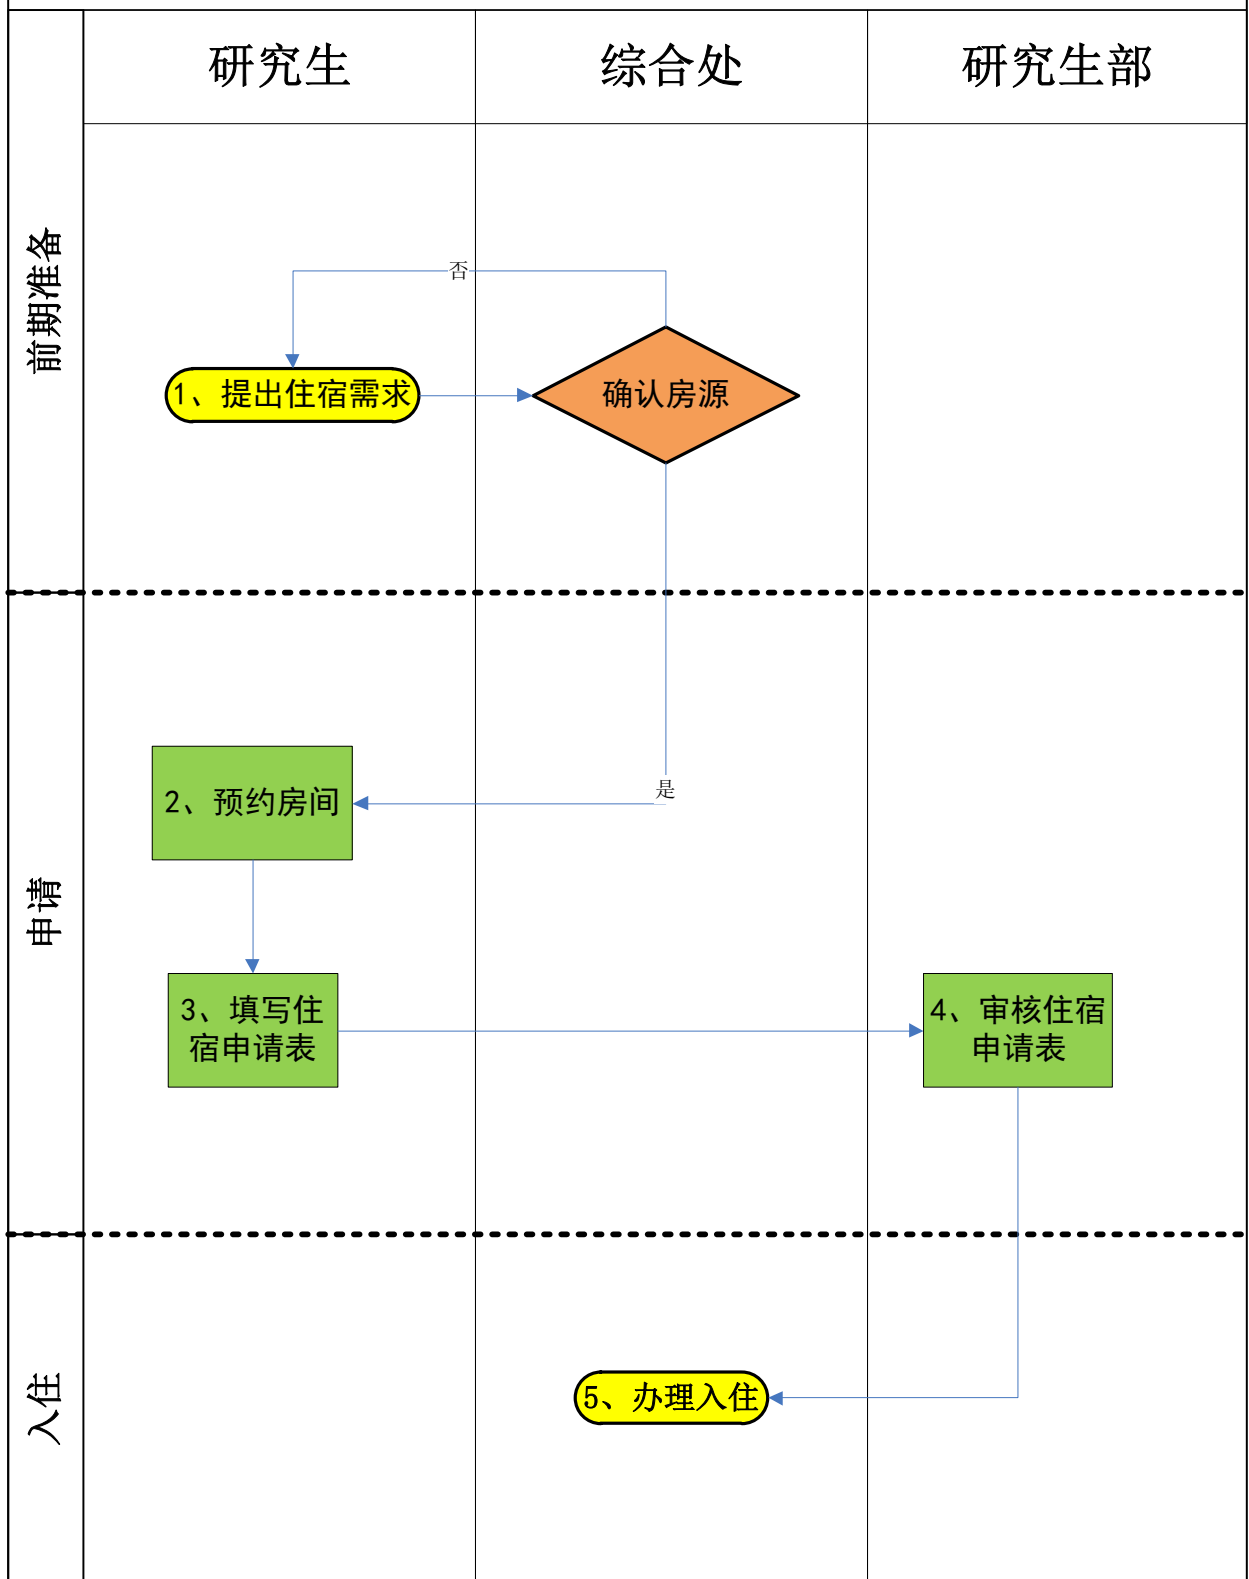 研究生
综合处
研究生部
前期准备
否
1、提出住宿需求
确认房源
申请
2、预约房间
是
3、填写住
宿申请表
4、审核住宿
申请表
入住
5、办理入住